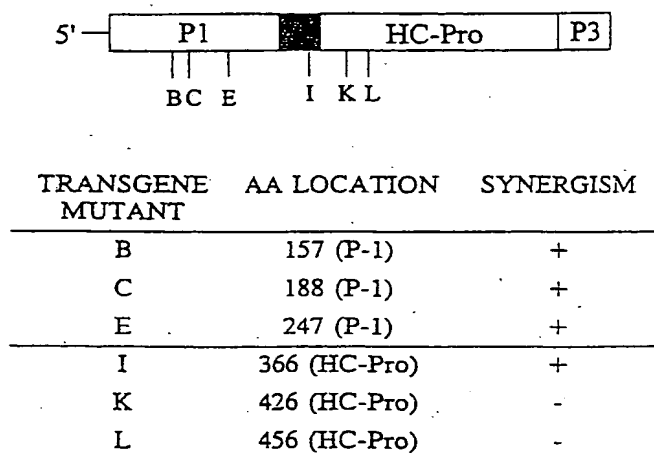 5' P1 HC-Pro P3
B C E I K L
TRANSGENE MUTANT AA LOCATION SYNERGISM
B 157 (P-1) +
C 188 (P-1) +
E 247 (P-1) +
I 366 (HC-Pro) +
K 426 (HC-Pro) -
L 456 (HC-Pro) -